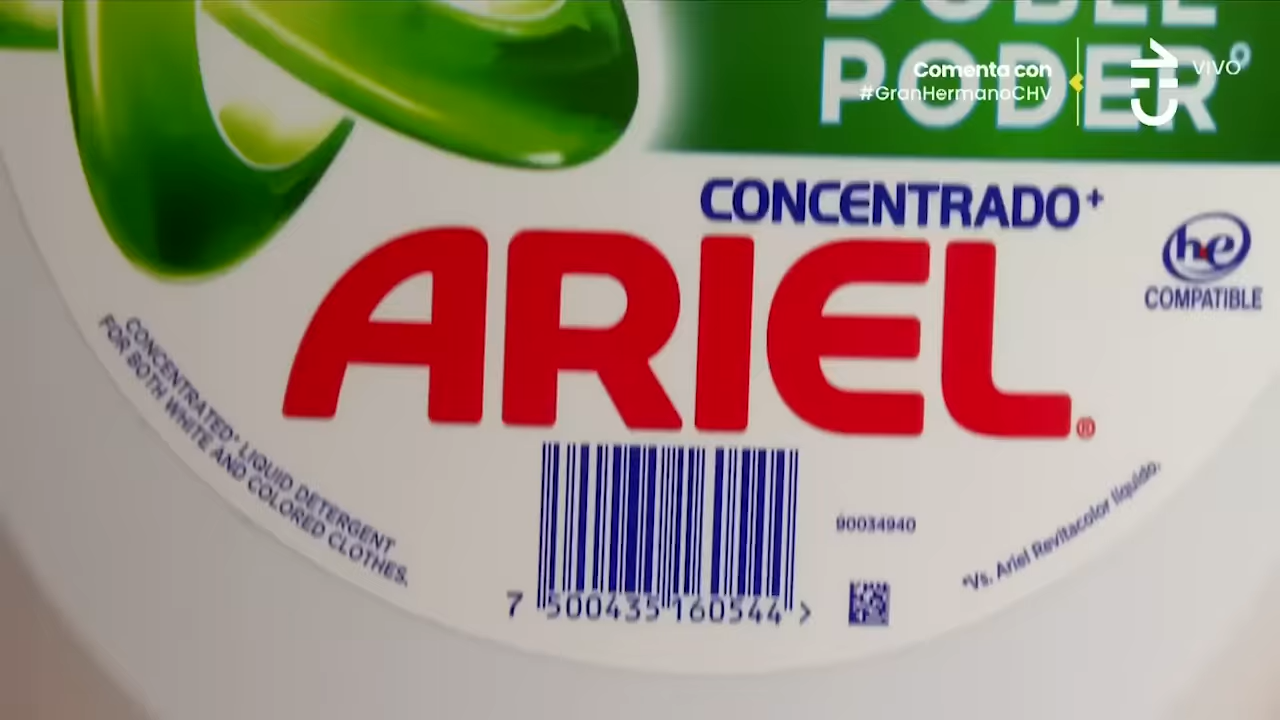 DOBLE
PODER°
Comenta con
#GranHermanoCHV
VIVO
CONCENTRADO+
ARIEL®
he
COMPATIBLE
CONCENTRATED* LIQUID DETERGENT
FOR BOTH WHITE AND COLORED CLOTHES.
90034940
*Vs. Ariel Revitacolor líquido.
7 500435 160544 >